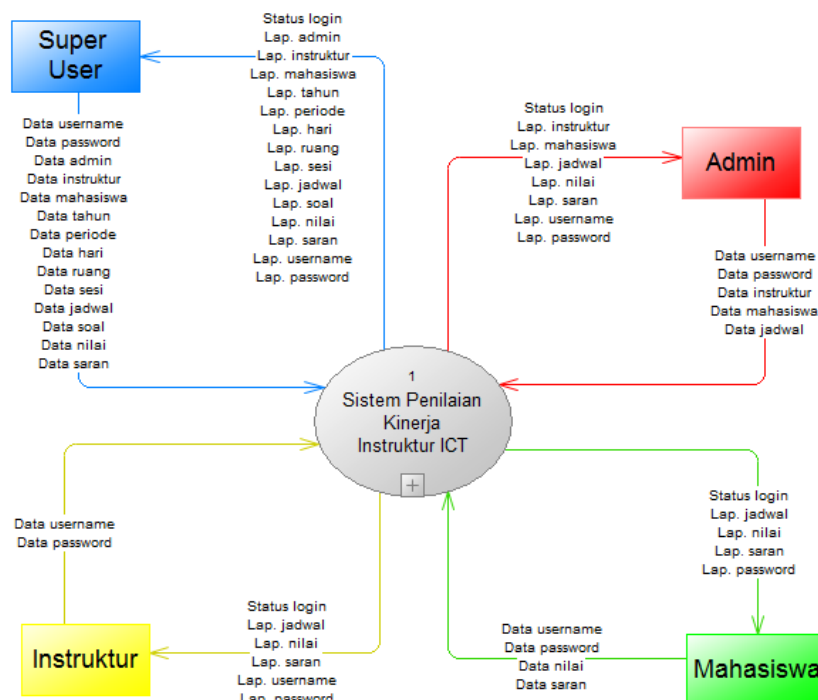 Super
User
Status login
Lap. admin
Lap. instruktur
Lap. mahasiswa
Lap. tahun
Lap. periode
Lap. hari
Lap. ruang
Lap. sesi
Lap. jadwal
Lap. soal
Lap. nilai
Lap. saran
Lap. username
Lap. password
Data username
Data password
Data admin
Data instruktur
Data mahasiswa
Data tahun
Data periode
Data hari
Data ruang
Data sesi
Data jadwal
Data soal
Data nilai
Data saran
Status login
Lap. instruktur
Lap. mahasiswa
Lap. jadwal
Lap. nilai
Lap. saran
Lap. username
Lap. password
Admin
Data username
Data password
Data instruktur
Data mahasiswa
Data jadwal
1
Sistem Penilaian
Kinerja
Instruktur ICT
Data username
Data password
Instruktur
Status login
Lap. jadwal
Lap. nilai
Lap. saran
Lap. username
Lap. password
Status login
Lap. jadwal
Lap. nilai
Lap. saran
Lap. password
Data username
Data password
Data nilai
Data saran
Mahasiswa